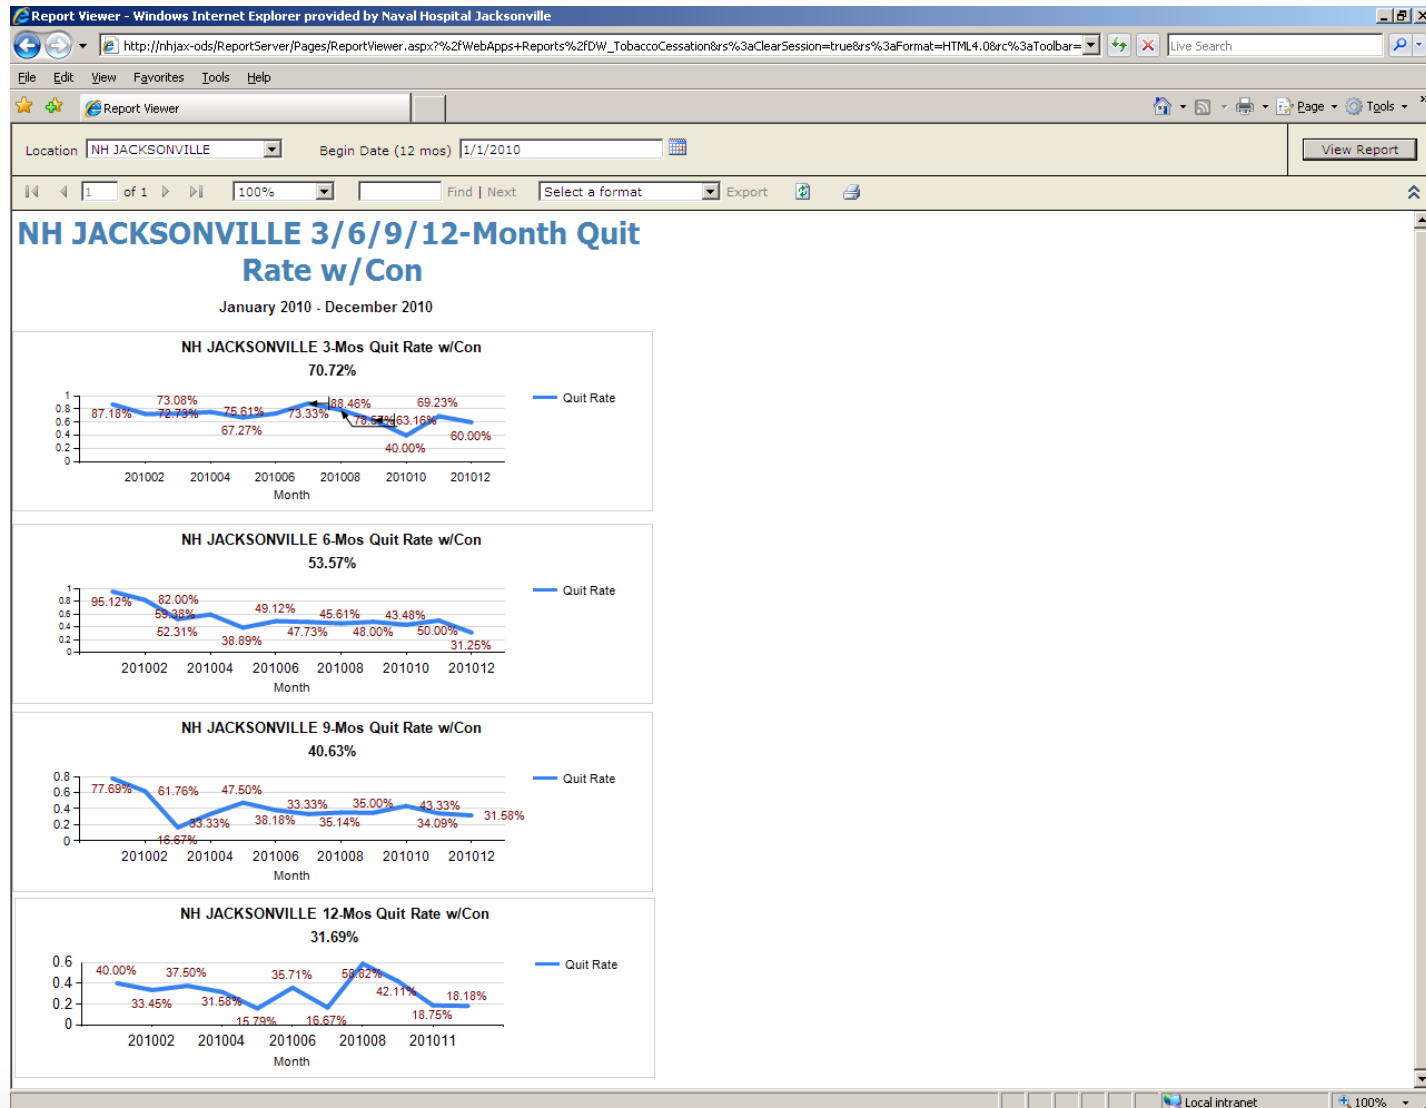 Report Viewer - Windows Internet Explorer provided by Naval Hospital Jacksonville
http://nhjax-ods/ReportServer/Pages/ReportViewer.aspx?%2fWebApps+Reports%2fDW_TobaccoCessation&rs%3aClearSession=true&rs%3aFormat=HTML4.0&rc%3aToolbar=
Live Search
File Edit View Favorites Tools Help
Report Viewer
Page Tools
Location NH JACKSONVILLE Begin Date (12 mos) 1/1/2010 View Report
1 of 1 100% Find | Next Select a format Export
NH JACKSONVILLE 3/6/9/12-Month Quit
Rate w/Con
January 2010 - December 2010
NH JACKSONVILLE 3-Mos Quit Rate w/Con
70.72%
Quit Rate
1
0.8
0.6
0.4
0.2
0
87.18% 72.73% 73.08% 75.61% 67.27% 73.33% 88.46% 78.57% 63.16% 40.00% 69.23% 60.00%
201002 201004 201006 201008 201010 201012
Month
NH JACKSONVILLE 6-Mos Quit Rate w/Con
53.57%
Quit Rate
1
0.8
0.6
0.4
0.2
0
95.12% 82.00% 52.31% 59.38% 38.89% 49.12% 47.73% 45.61% 48.00% 43.48% 50.00% 31.25%
201002 201004 201006 201008 201010 201012
Month
NH JACKSONVILLE 9-Mos Quit Rate w/Con
40.63%
Quit Rate
0.8
0.6
0.4
0.2
0
77.69% 61.76% 16.67% 33.33% 47.50% 38.18% 33.33% 35.14% 35.00% 43.33% 34.09% 31.58%
201002 201004 201006 201008 201010 201012
Month
NH JACKSONVILLE 12-Mos Quit Rate w/Con
31.69%
Quit Rate
0.6
0.4
0.2
0
40.00% 33.45% 37.50% 31.58% 15.79% 35.71% 16.67% 58.82% 42.11% 18.75% 18.18%
201002 201004 201006 201008 201011
Month
Local intranet 100%